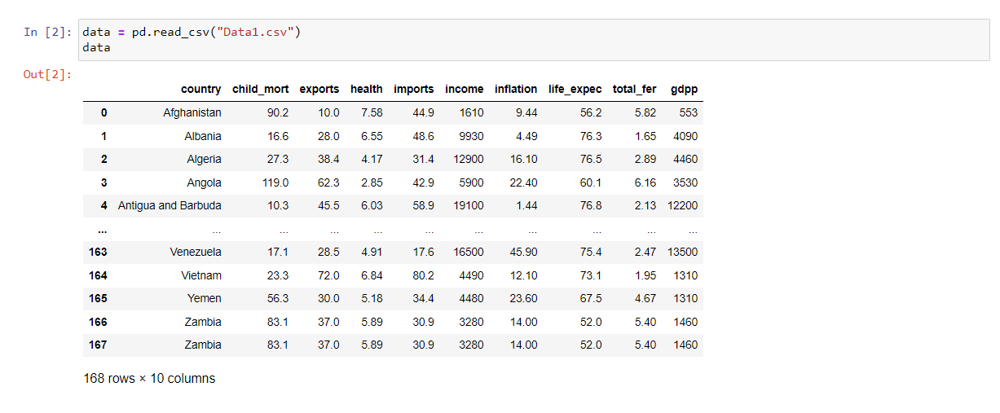 In [2]: data = pd.read_csv("Data1.csv")
data
Out[2]:
country child_mort exports health imports income inflation life_expec total_fer gdpp
0 Afghanistan 90.2 10.0 7.58 44.9 1610 9.44 56.2 5.82 553
1 Albania 16.6 28.0 6.55 48.6 9930 4.49 76.3 1.65 4090
2 Algeria 27.3 38.4 4.17 31.4 12900 16.10 76.5 2.89 4460
3 Angola 119.0 62.3 2.85 42.9 5900 22.40 60.1 6.16 3530
4 Antigua and Barbuda 10.3 45.5 6.03 58.9 19100 1.44 76.8 2.13 12200
... ... ... ... ... ... ... ... ... ... ...
163 Venezuela 17.1 28.5 4.91 17.6 16500 45.90 75.4 2.47 13500
164 Vietnam 23.3 72.0 6.84 80.2 4490 12.10 73.1 1.95 1310
165 Yemen 56.3 30.0 5.18 34.4 4480 23.60 67.5 4.67 1310
166 Zambia 83.1 37.0 5.89 30.9 3280 14.00 52.0 5.40 1460
167 Zambia 83.1 37.0 5.89 30.9 3280 14.00 52.0 5.40 1460
168 rows × 10 columns